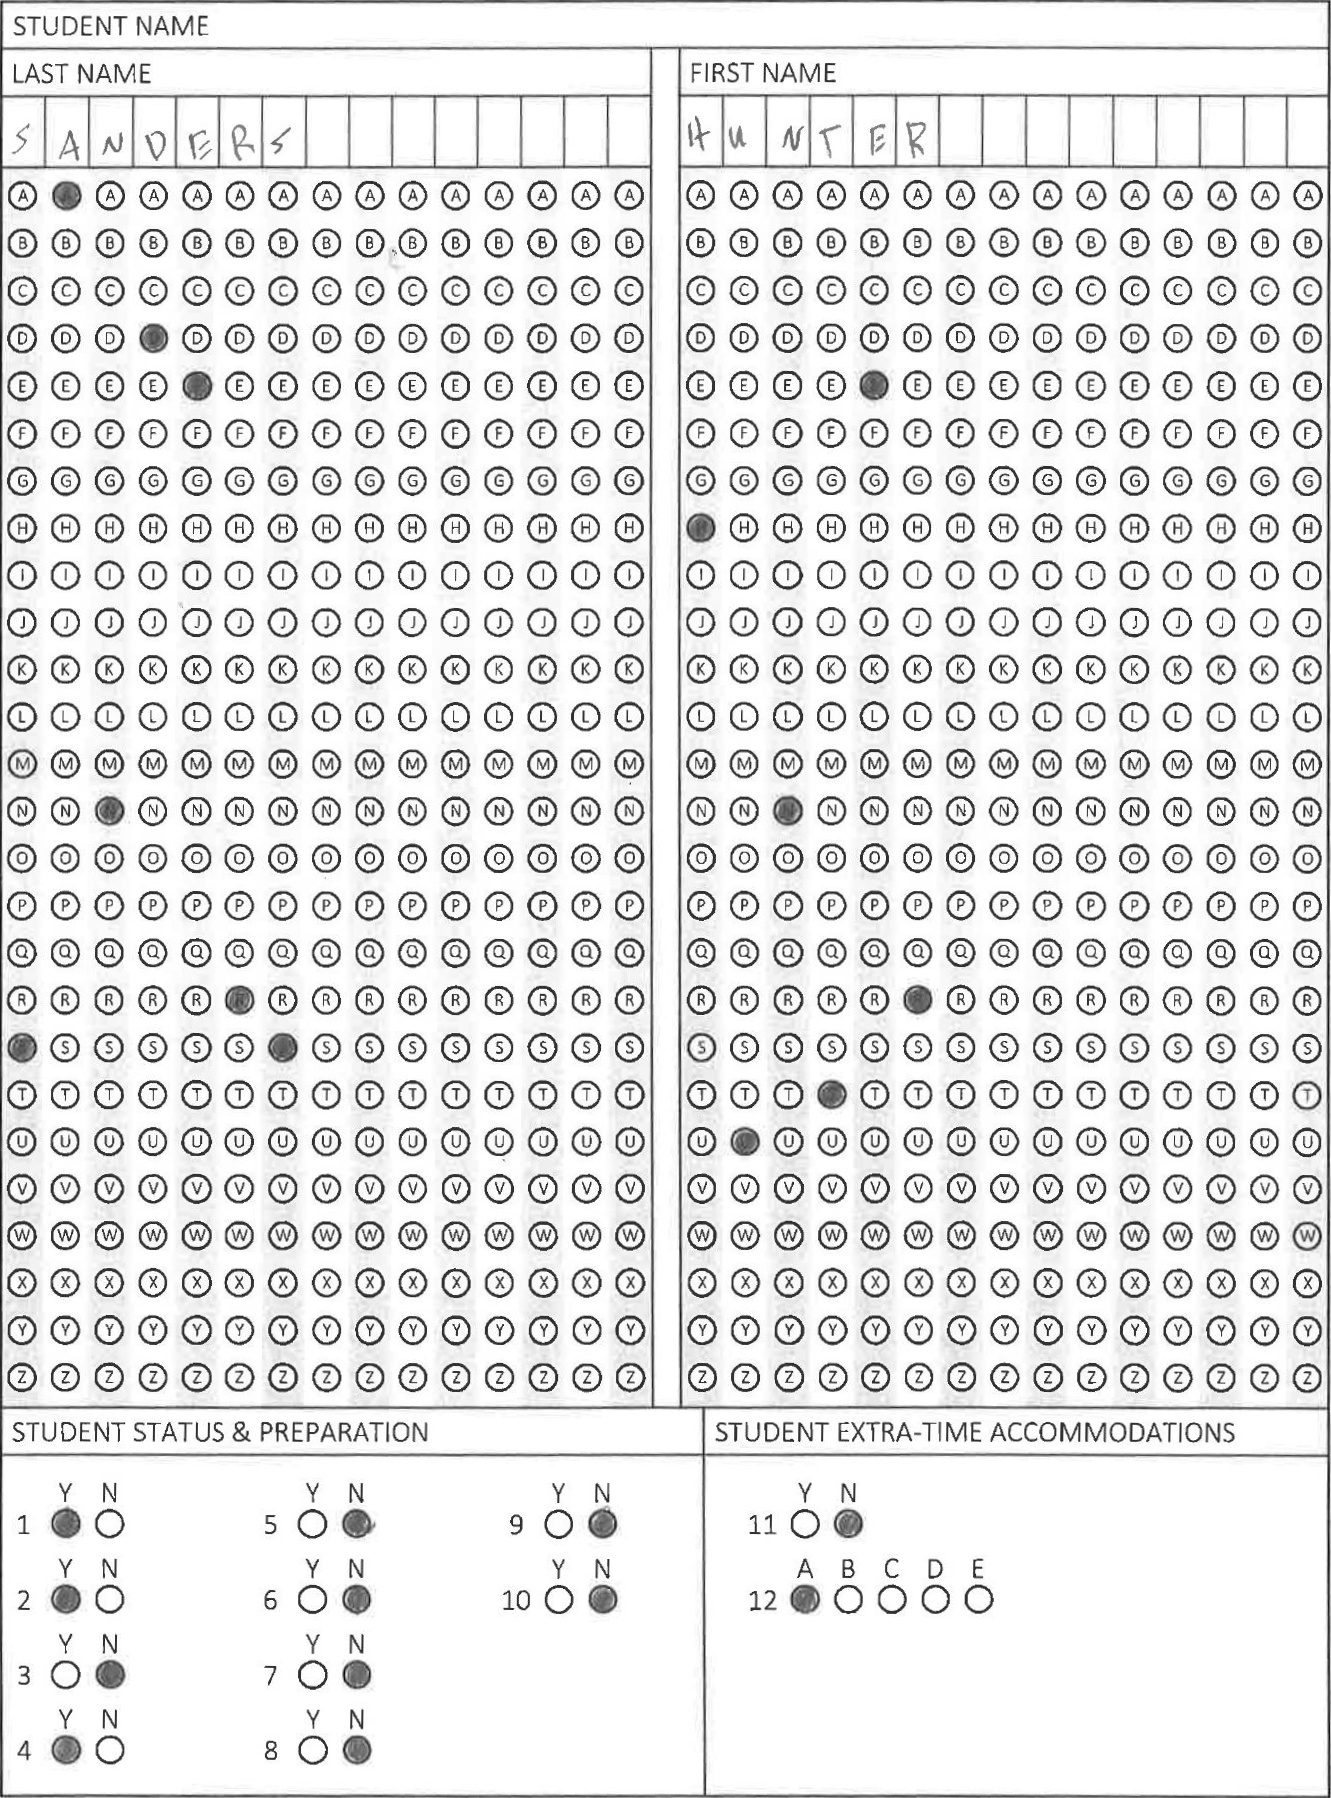 STUDENT NAME
LAST NAME FIRST NAME
SANDERS HUNTER
A A A A A A A A A A A A A A A A A A A A A A A A A A A A
B B B B B B B B B B B B B B B B B B B B B B B B B B B B B B
C C C C C C C C C C C C C C C C C C C C C C C C C C C C C C
D D D D D D D D D D D D D D D D D D D D D D D D D D D D D
E E E E E E E E E E E E E E E E E E E E E E E E E E E E
F F F F F F F F F F F F F F F F F F F F F F F F F F F F F F
G G G G G G G G G G G G G G G G G G G G G G G G G G G G G G
H H H H H H H H H H H H H H H H H H H H H H H H H H H H H
I I I I I I I I I I I I I I I I I I I I I I I I I I I I I I
J J J J J J J J J J J J J J J J J J J J J J J J J J J J J J
K K K K K K K K K K K K K K K K K K K K K K K K K K K K K K
L L L L L L L L L L L L L L L L L L L L L L L L L L L L L L
M M M M M M M M M M M M M M M M M M M M M M M M M M M M M M
N N N N N N N N N N N N N N N N N N N N N N N N N N N N
O O O O O O O O O O O O O O O O O O O O O O O O O O O O O O
P P P P P P P P P P P P P P P P P P P P P P P P P P P P P P
Q Q Q Q Q Q Q Q Q Q Q Q Q Q Q Q Q Q Q Q Q Q Q Q Q Q Q Q Q Q
R R R R R R R R R R R R R R R R R R R R R R R R R R R R
S S S S S S S S S S S S S S S S S S S S S S S S S S S S
T T T T T T T T T T T T T T T T T T T T T T T T T T T T T
U U U U U U U U U U U U U U U U U U U U U U U U U U U U U
V V V V V V V V V V V V V V V V V V V V V V V V V V V V V V
W W W W W W W W W W W W W W W W W W W W W W W W W W W W W W
X X X X X X X X X X X X X X X X X X X X X X X X X X X X X X
Y Y Y Y Y Y Y Y Y Y Y Y Y Y Y Y Y Y Y Y Y Y Y Y Y Y Y Y Y Y
Z Z Z Z Z Z Z Z Z Z Z Z Z Z Z Z Z Z Z Z Z Z Z Z Z Z Z Z Z Z
STUDENT STATUS & PREPARATION
Y N Y N Y N
1 5 9
Y N Y N Y N
2 6 10
Y N Y N
3 7
Y N Y N
4 8
STUDENT EXTRA-TIME ACCOMMODATIONS
Y N
11
A B C D E
12